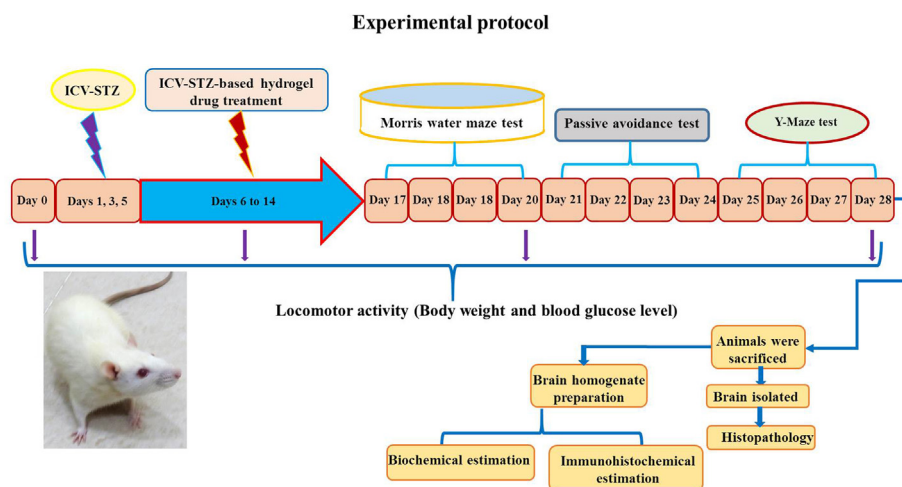 Experimental protocol
ICV-STZ
ICV-STZ-based hydrogel
drug treatment
Morris water maze test
Passive avoidance test
Y-Maze test
Day 0
Days 1, 3, 5
Days 6 to 14
Day 17
Day 18
Day 18
Day 20
Day 21
Day 22
Day 23
Day 24
Day 25
Day 26
Day 27
Day 28
Locomotor activity (Body weight and blood glucose level)
Animals were
sacrificed
Brain homogenate
preparation
Brain isolated
Histopathology
Biochemical estimation
Immunohistochemical
estimation